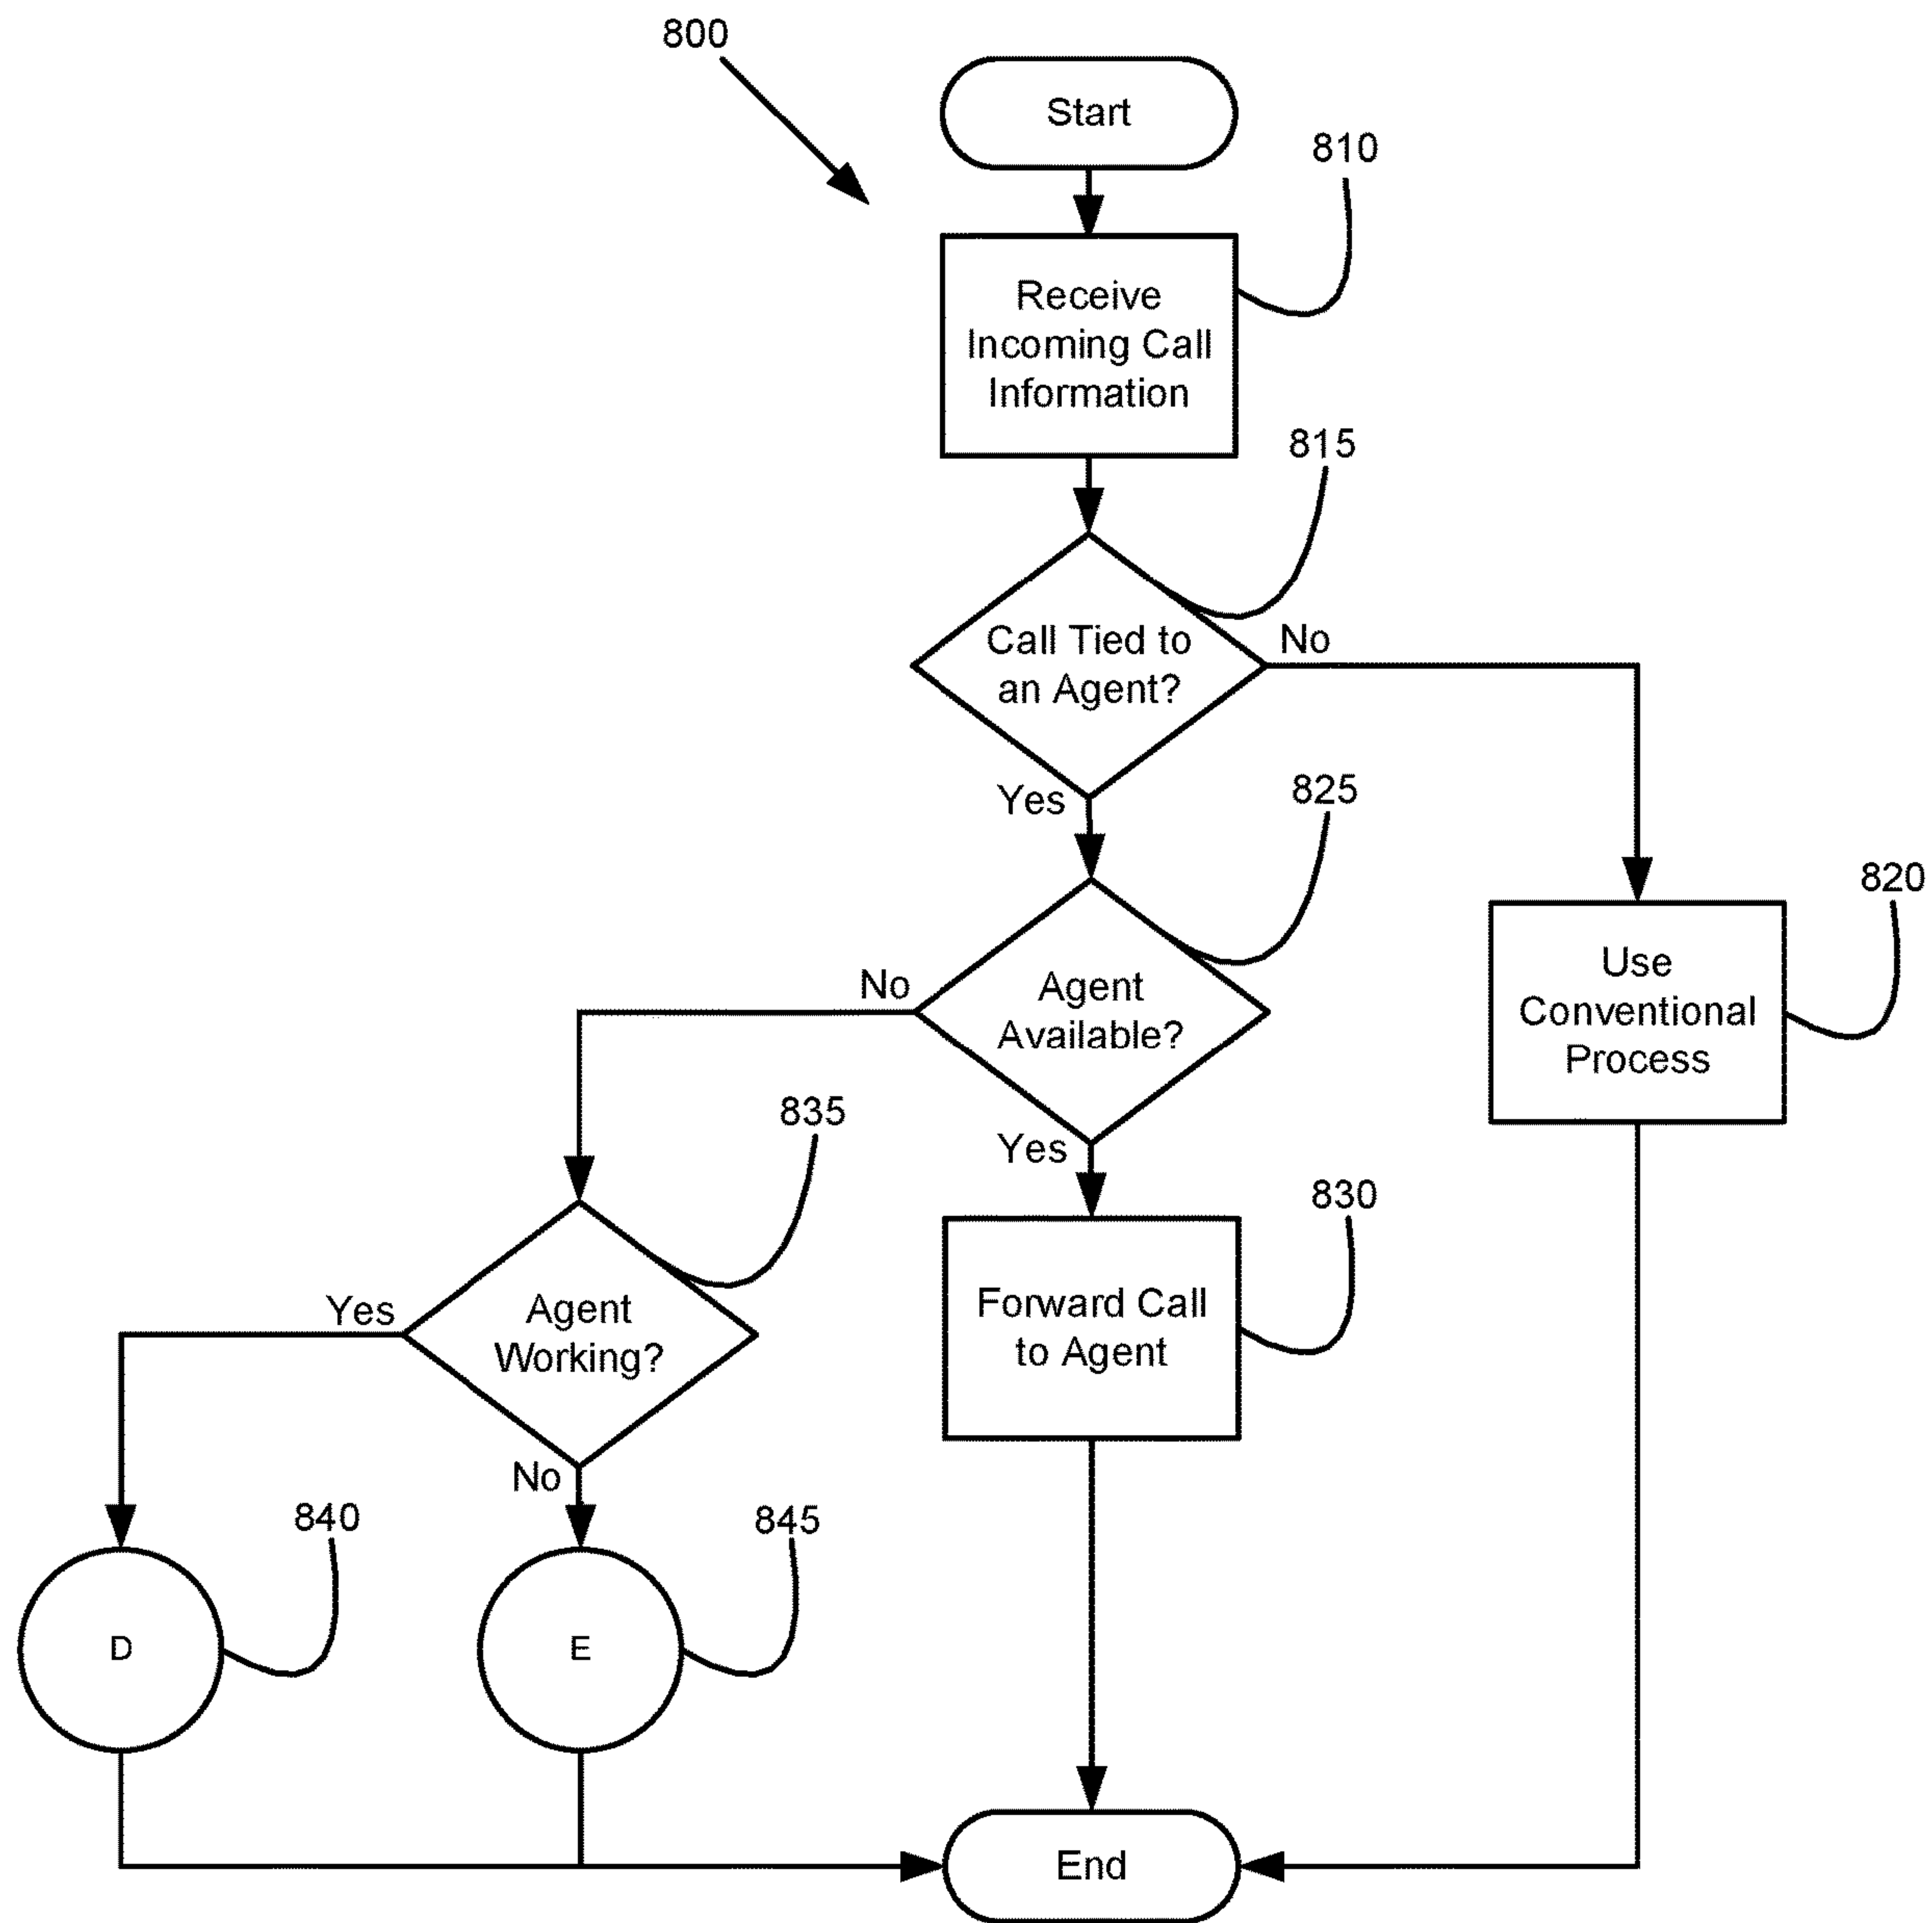 800
Start
810
Receive
Incoming Call
Information
815
Call Tied to
an Agent?
No
Yes
825
820
Use
Conventional
Process
No
Agent
Available?
835
Yes
830
Yes
Agent
Working?
Forward Call
to Agent
No
840
845
D
E
End